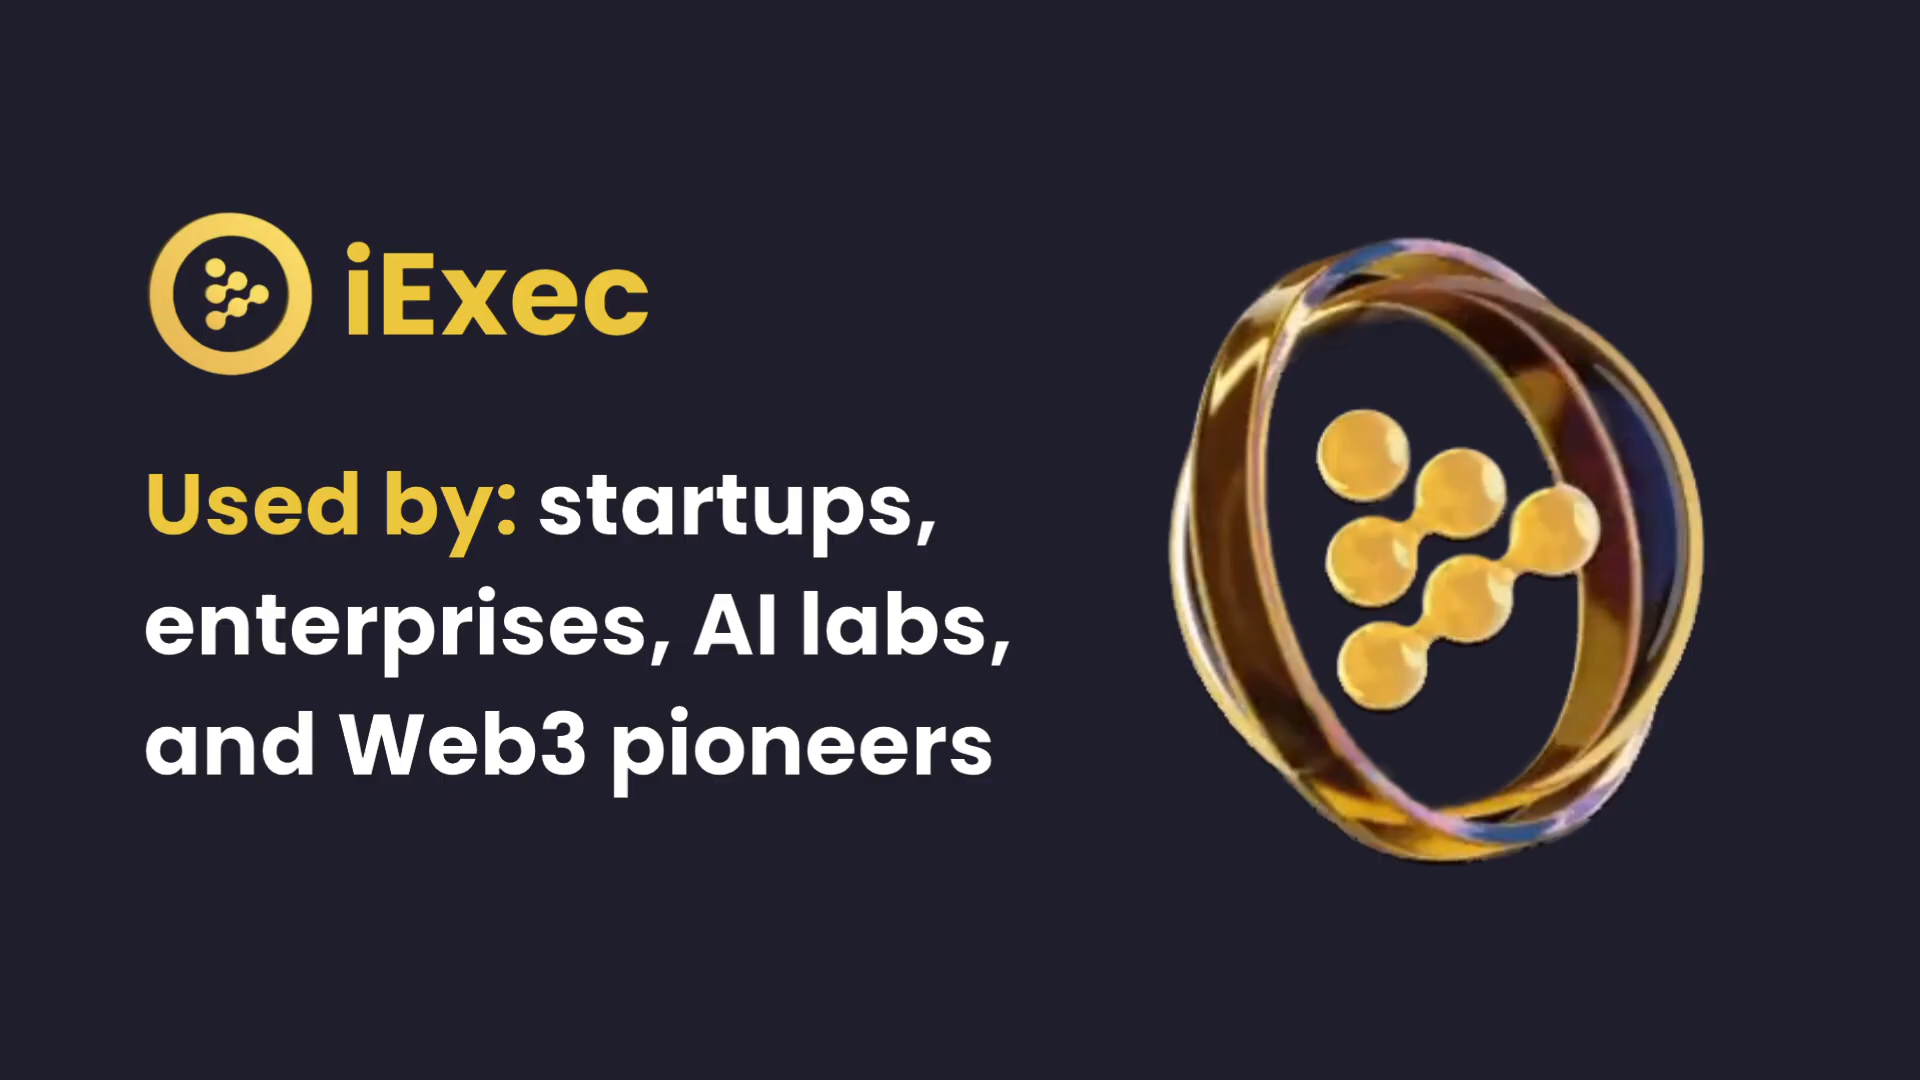 iExec
Used by: startups,
enterprises, AI labs,
and Web3 pioneers